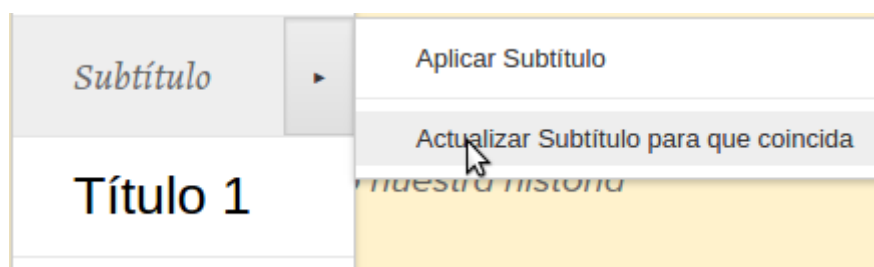 Subtítulo
Aplicar Subtítulo
Actualizar Subtítulo para que coincida
Título 1
nuestra historia